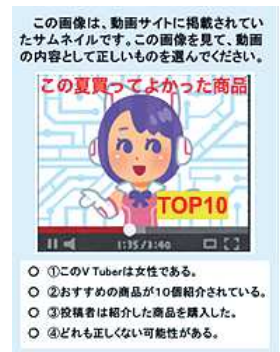 この画像は、動画サイトに掲載されてい
たサムネイルです。この画像を見て、動画
の内容として正しいものを選んでください。
この夏買ってよかった商品
TOP10
1:35/3:40
○ ①このV Tuberは女性である。
○ ②おすすめの商品が10個紹介されている。
○ ③投稿者は紹介した商品を購入した。
○ ④どれも正しくない可能性がある。